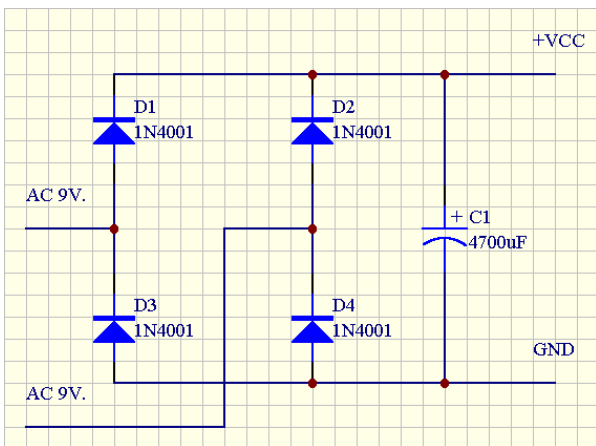 +VCC
D1
1N4001
D2
1N4001
AC 9V.
+ C1
4700uF
D3
1N4001
D4
1N4001
GND
AC 9V.